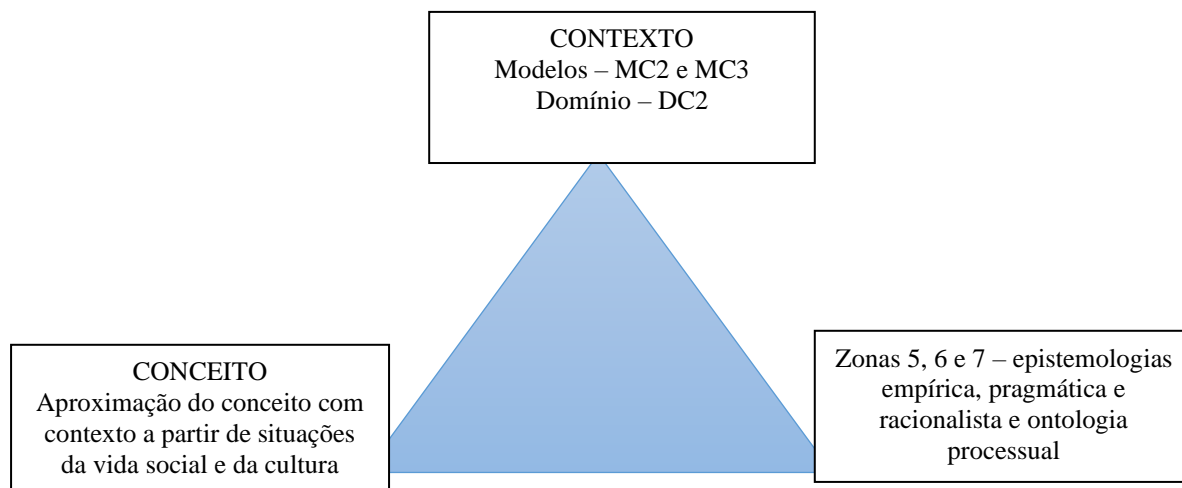 CONTEXTO
Modelos – MC2 e MC3
Domínio – DC2
CONCEITO
Aproximação do conceito com
contexto a partir de situações
da vida social e da cultura
Zonas 5, 6 e 7 – epistemologias
empírica, pragmática e
racionalista e ontologia
processual